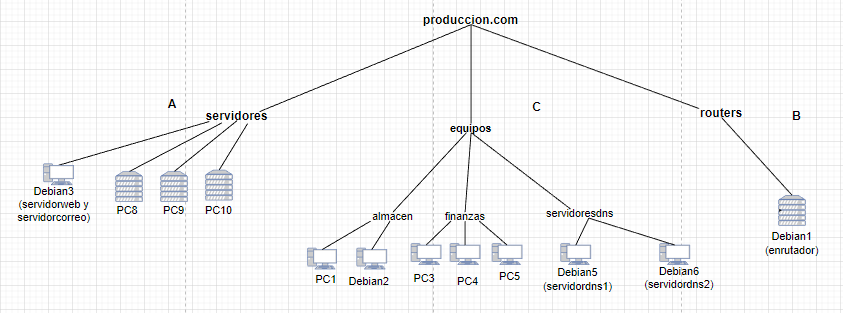 produccion.com
A
C
B
servidores
equipos
routers
Debian3
(servidorweb y
servidorcorreo)
PC8
PC9
PC10
almacen
finanzas
servidoresdns
PC1
Debian2
PC3
PC4
PC5
Debian5
(servidordns1)
Debian6
(servidordns2)
Debian1
(enrutador)